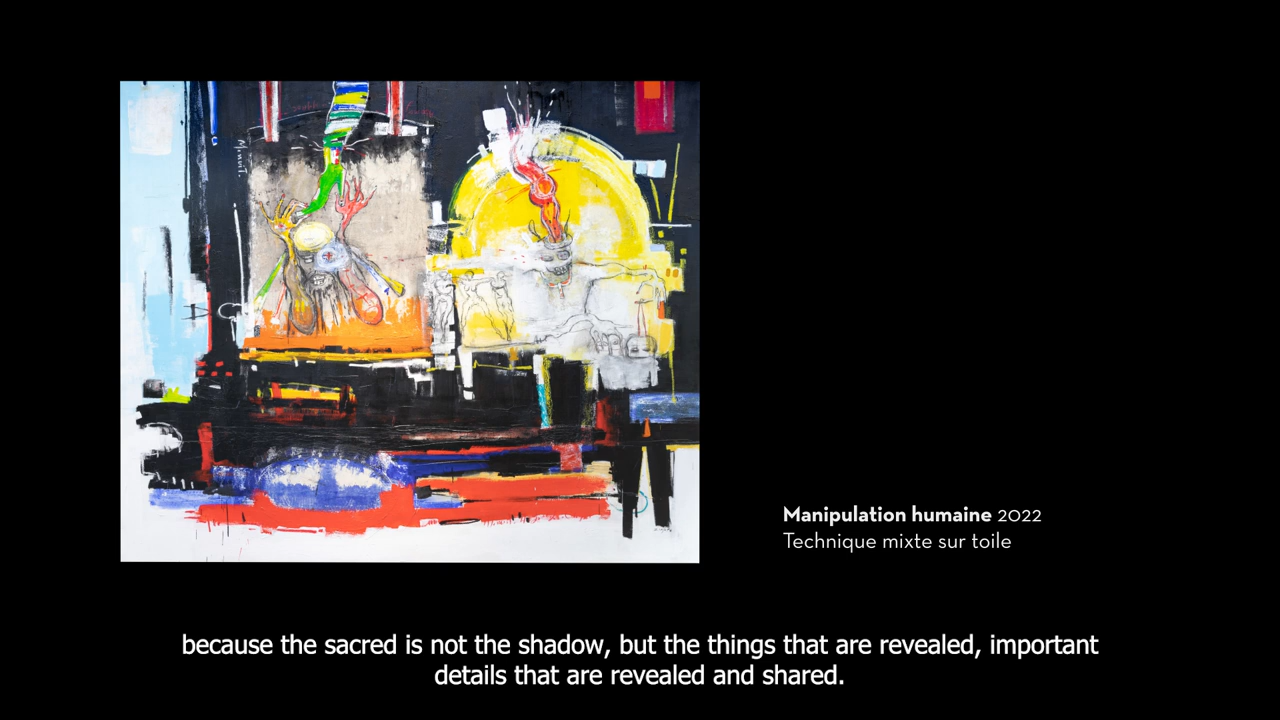 Minuit.
Manipulation humaine 2022
Technique mixte sur toile
because the sacred is not the shadow, but the things that are revealed, important
details that are revealed and shared.